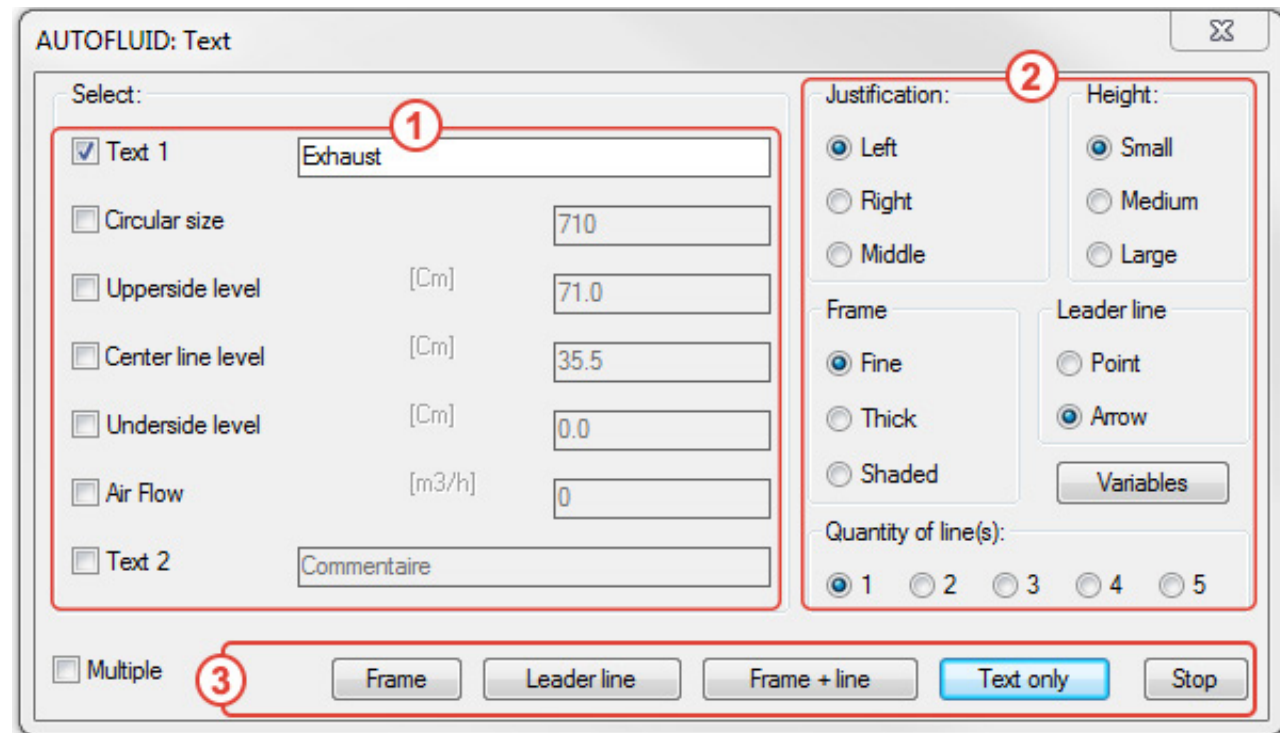 AUTOFLUID: Text
Select:
1
Text 1 Exhaust
Circular size 710
Upperside level [Cm] 71.0
Center line level [Cm] 35.5
Underside level [Cm] 0.0
Air Flow [m3/h] 0
Text 2 Commentaire
2
Justification:
Left
Right
Middle
Height:
Small
Medium
Large
Frame
Fine
Thick
Shaded
Leader line
Point
Arrow
Variables
Quantity of line(s):
1 2 3 4 5
Multiple
3
Frame Leader line Frame + line Text only Stop